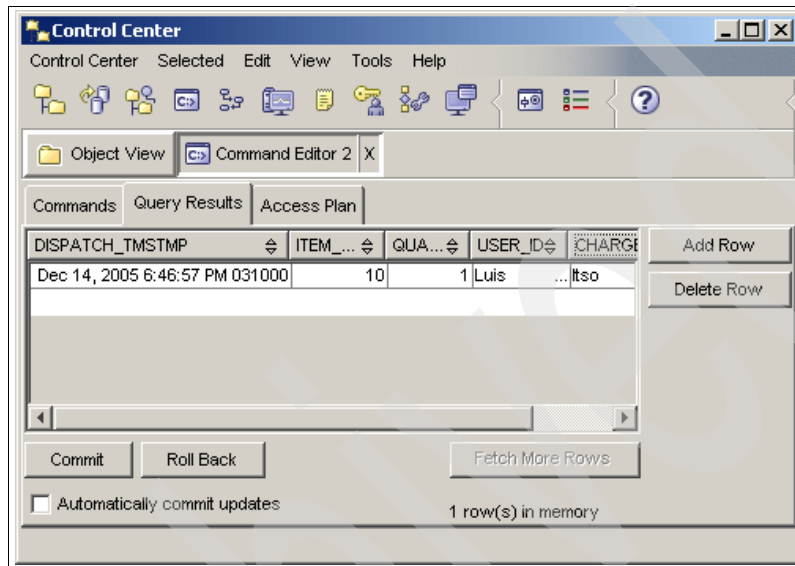 Control Center
Control Center Selected Edit View Tools Help
Object View Command Editor 2 X
Commands Query Results Access Plan
DISPATCH_TMSTMP ITEM_... QUA... USER_ID CHARGE
Dec 14, 2005 6:46:57 PM 031000 10 1 Luis ... Itso
Add Row
Delete Row
Commit Roll Back Fetch More Rows
Automatically commit updates
1 row(s) in memory